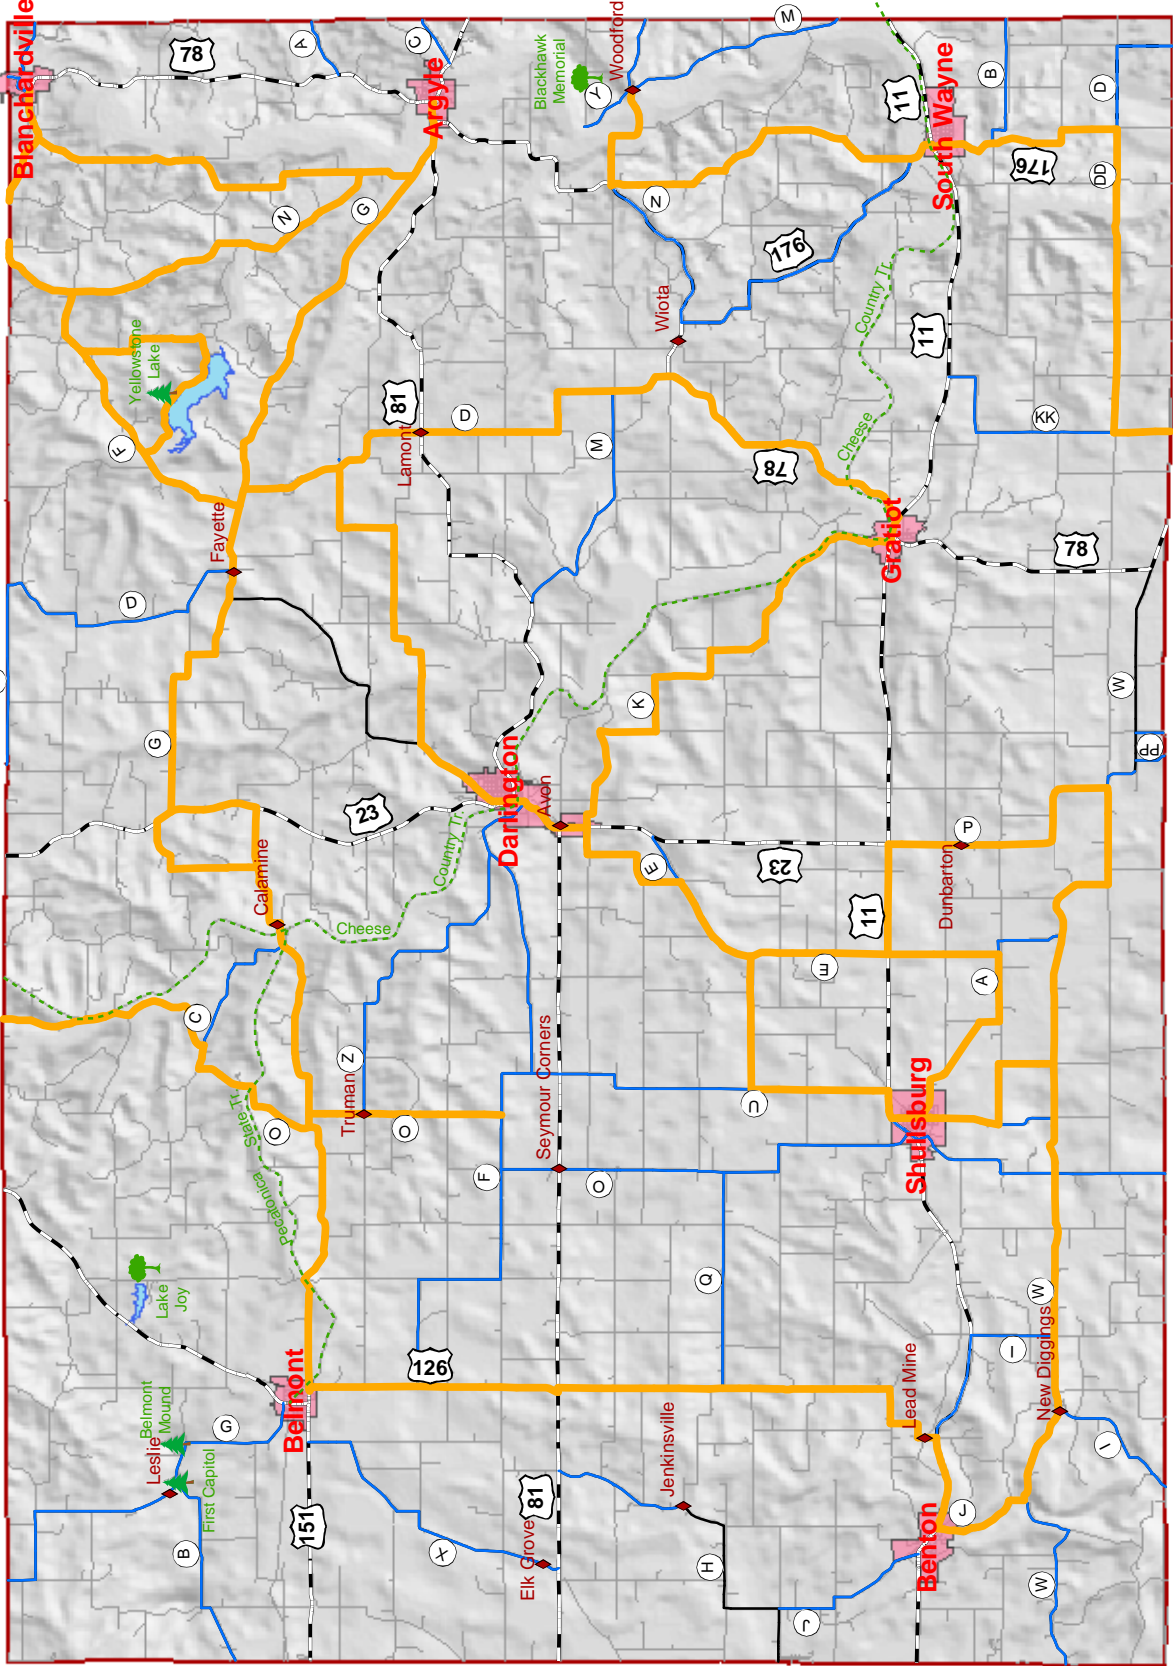 Blanchardville
78
A
C
Argyle
Blackhawk
Memorial
Y
Woodford
M
11
South Wayne
B
D
DD
176
N
G
N
176
Country Tr.
Wiota
11
Yellowstone
Lake
F
81
D
Lamont
M
Cheese
78
KK
Fayette
Gratiot
78
D
G
K
W
PP
23
Darlington
Avon
Country Tr.
E
23
P
Dunbarton
11
Calamine
Cheese
E
A
C
Z
Truman
Seymour Corners
U
State Tr.
O
O
Pecatonica
F
O
Shullsburg
Lake
Joy
Q
W
126
I
New Diggings
Lead Mine
Belmont
Belmont
Mound
G
Leslie
First Capitol
Jenkinsville
I
81
151
B
X
Elk Grove
H
J
Benton
J
W